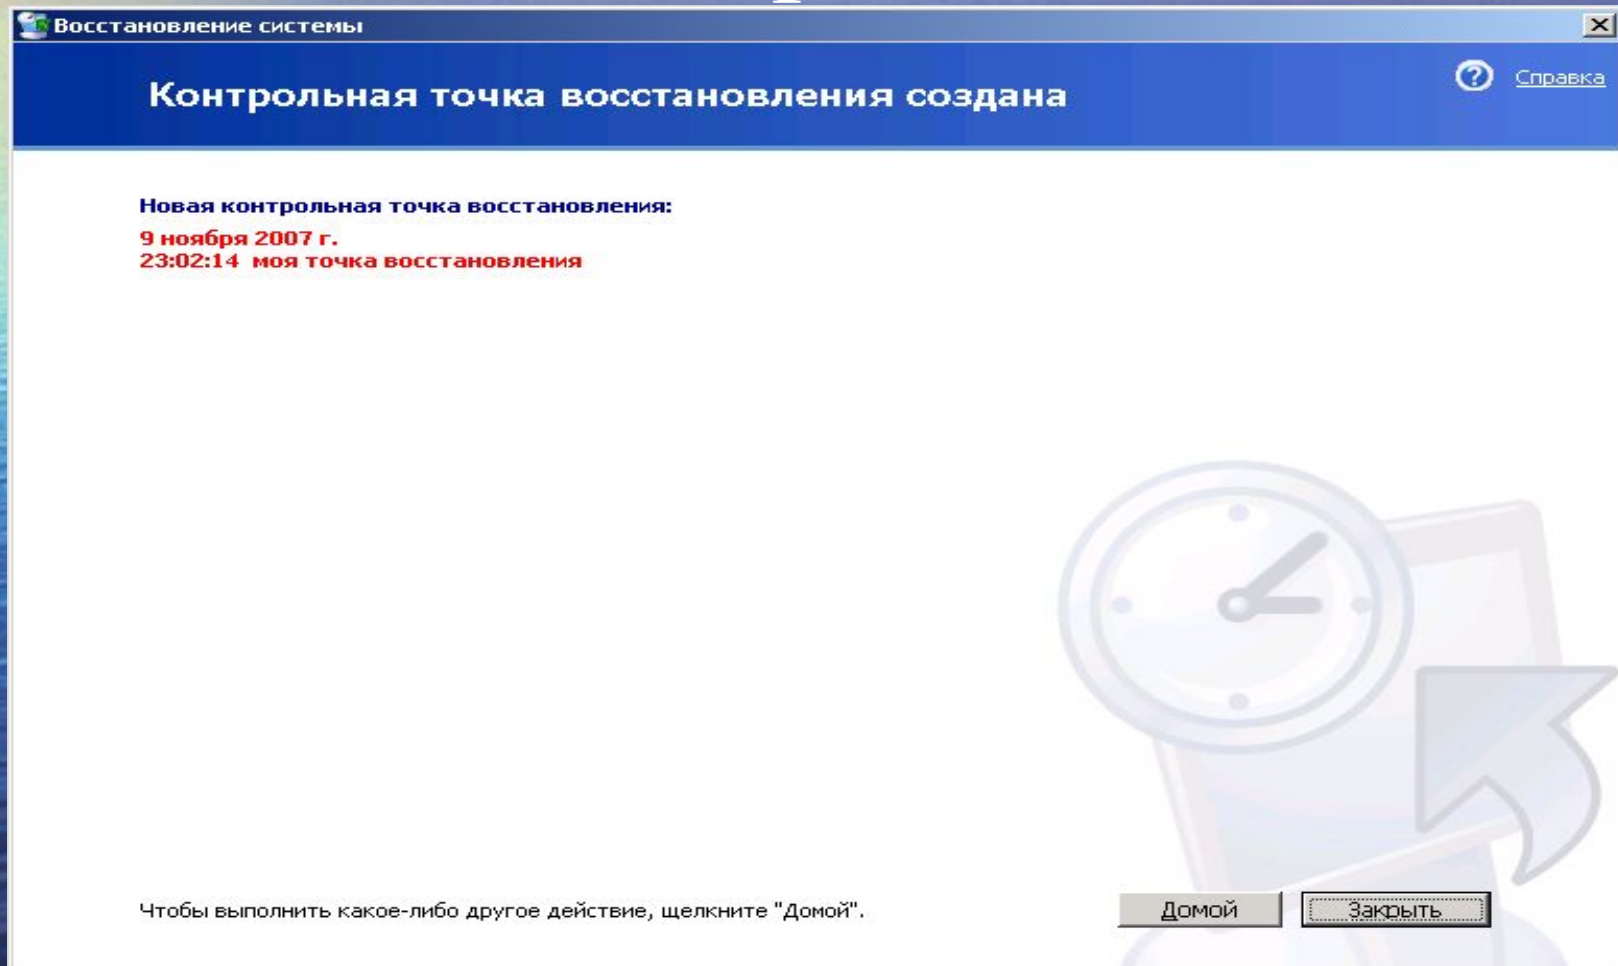 Восстановление системы
Контрольная точка восстановления создана
Справка
Новая контрольная точка восстановления:
9 ноября 2007 г.
23:02:14 моя точка восстановления
Чтобы выполнить какое-либо другое действие, щелкните "Домой".
Домой
Закрыть